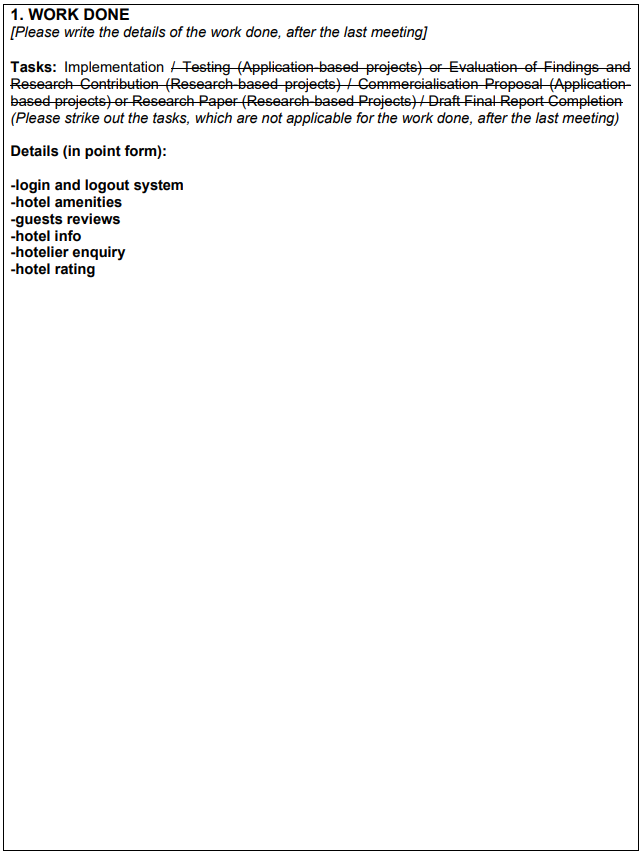 1. WORK DONE
[Please write the details of the work done, after the last meeting]
Tasks: Implementation / Testing (Application-based projects) or Evaluation of Findings and
Research Contribution (Research-based projects) / Commercialisation Proposal (Application-
based projects) or Research Paper (Research-based Projects) / Draft Final Report Completion
(Please strike out the tasks, which are not applicable for the work done, after the last meeting)
Details (in point form):
-login and logout system
-hotel amenities
-guests reviews
-hotel info
-hotelier enquiry
-hotel rating